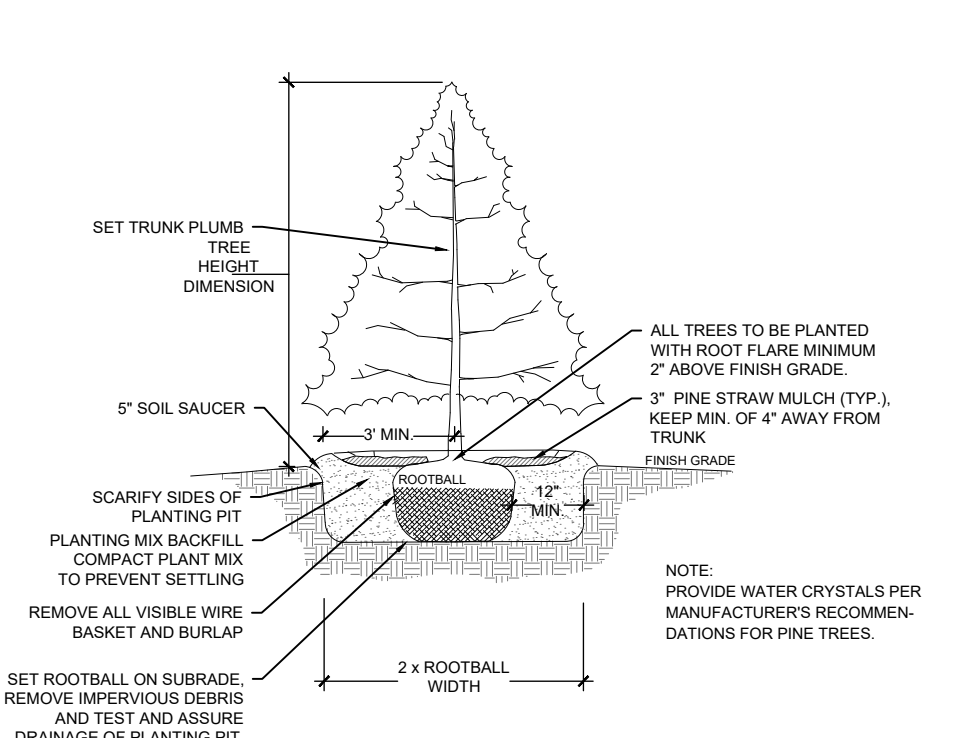 SET TRUNK PLUMB
TREE
HEIGHT
DIMENSION
5" SOIL SAUCER
3' MIN.
ALL TREES TO BE PLANTED
WITH ROOT FLARE MINIMUM
2" ABOVE FINISH GRADE.
3" PINE STRAW MULCH (TYP.),
KEEP MIN. OF 4" AWAY FROM
TRUNK
FINISH GRADE
ROOTBALL
12"
MIN.
SCARIFY SIDES OF
PLANTING PIT
PLANTING MIX BACKFILL
COMPACT PLANT MIX
TO PREVENT SETTLING
REMOVE ALL VISIBLE WIRE
BASKET AND BURLAP
SET ROOTBALL ON SUBRADE,
REMOVE IMPERVIOUS DEBRIS
AND TEST AND ASSURE
DRAINAGE OF PLANTING PIT
2 x ROOTBALL
WIDTH
NOTE:
PROVIDE WATER CRYSTALS PER
MANUFACTURER'S RECOMMEN-
DATIONS FOR PINE TREES.